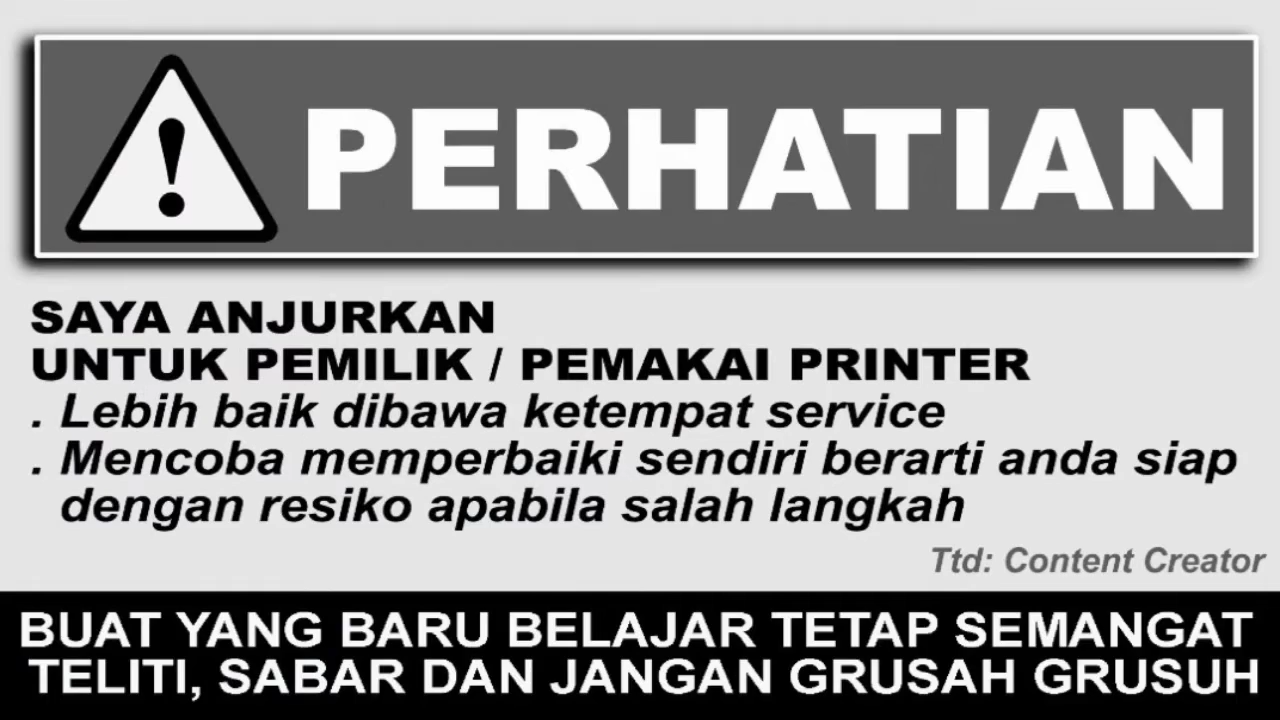 PERHATIAN
SAYA ANJURKAN
UNTUK PEMILIK / PEMAKAI PRINTER
. Lebih baik dibawa ketempat service
. Mencoba memperbaiki sendiri berarti anda siap
dengan resiko apabila salah langkah
Ttd: Content Creator
BUAT YANG BARU BELAJAR TETAP SEMANGAT
TELITI, SABAR DAN JANGAN GRUSAH GRUSUH